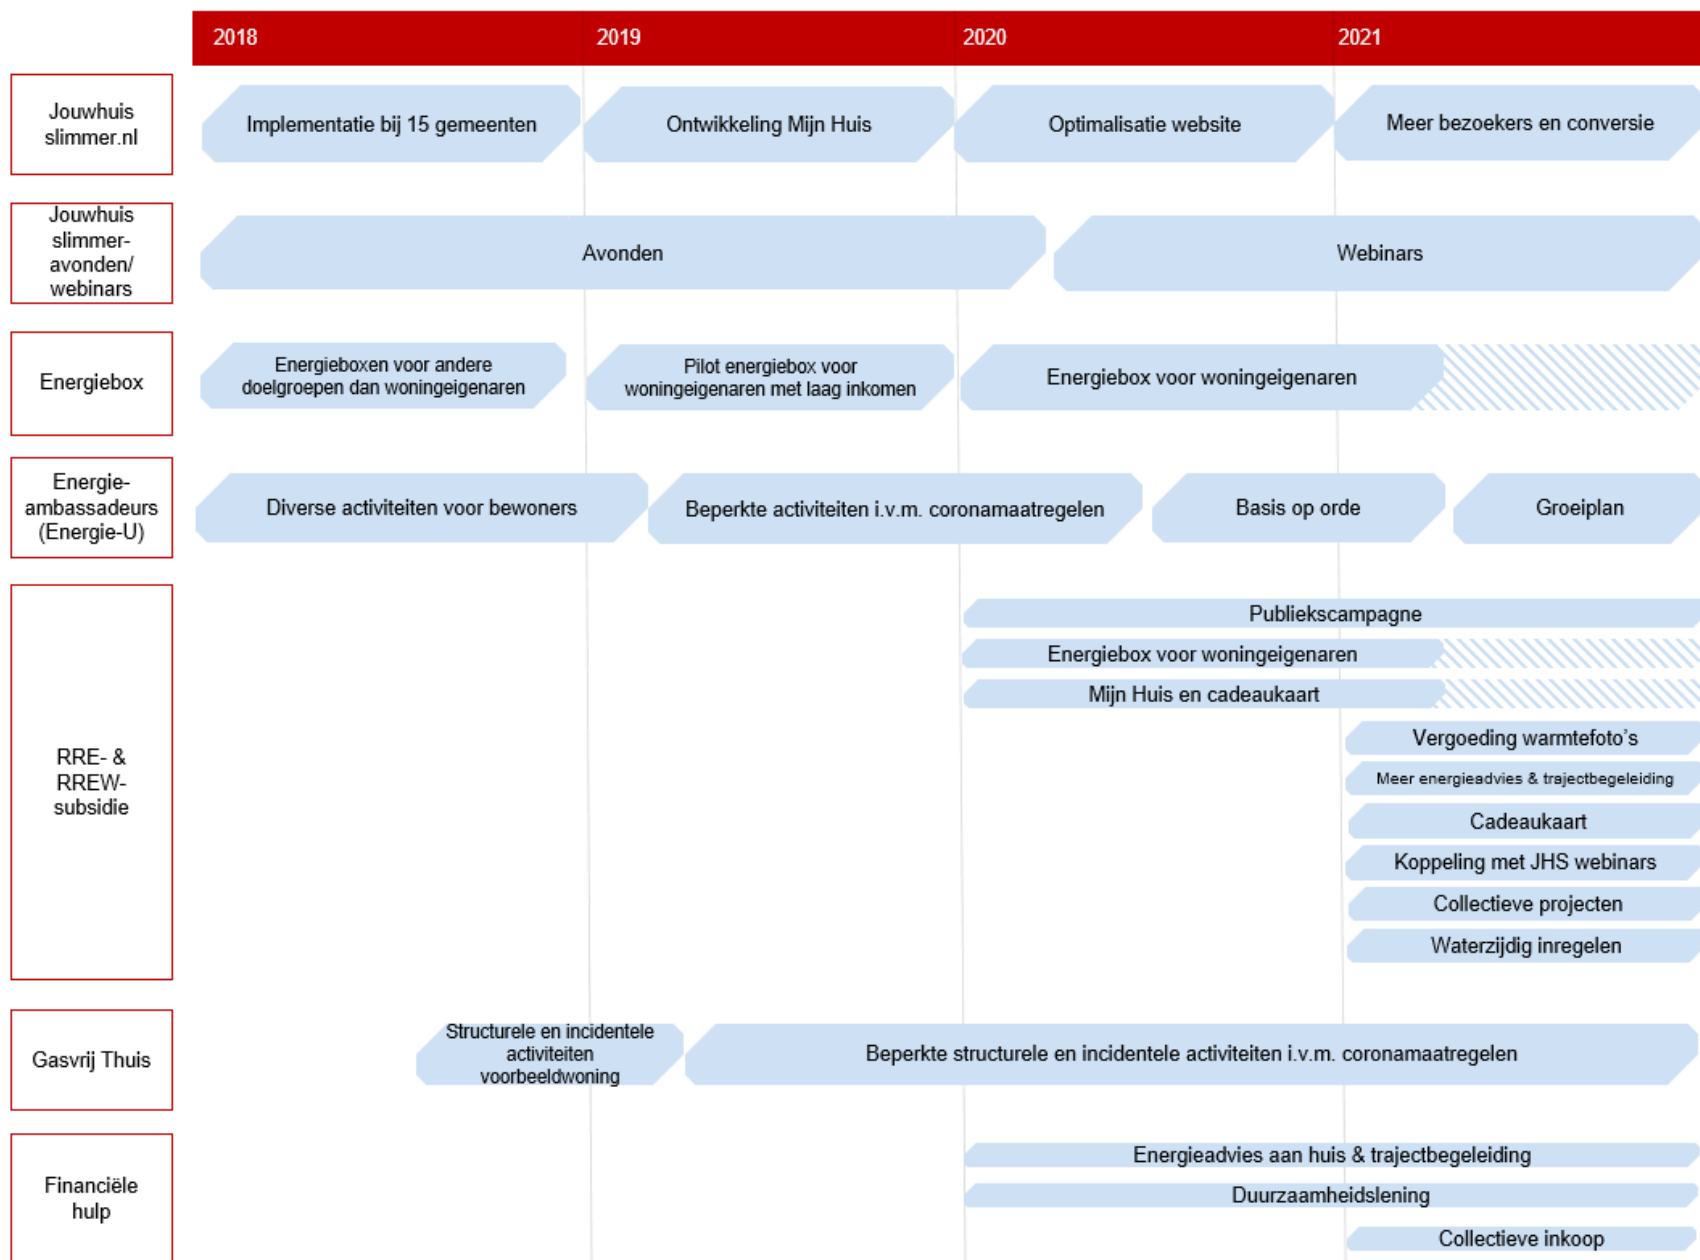 2018
2019
2020
2021
Jouwhuis
slimmer.nl
Implementatie bij 15 gemeenten
Ontwikkeling Mijn Huis
Optimalisatie website
Meer bezoekers en conversie
Jouwhuis
slimmer-
avonden/
webinars
Avonden
Webinars
Energiebox
Energieboxen voor andere
doelgroepen dan woningeigenaren
Pilot energiebox voor
woningeigenaren met laag inkomen
Energiebox voor woningeigenaren
Energie-
ambassadeurs
(Energie-U)
Diverse activiteiten voor bewoners
Beperkte activiteiten i.v.m. coronamaatregelen
Basis op orde
Groeiplan
RRE- &
RREW-
subsidie
Publiekscampagne
Energiebox voor woningeigenaren
Mijn Huis en cadeaukaart
Vergoeding warmtefoto's
Meer energieadvies & trajectbegeleiding
Cadeaukaart
Koppeling met JHS webinars
Collectieve projecten
Waterzijdig inregelen
Gasvrij Thuis
Structurele en incidentele
activiteiten
voorbeeldwoning
Beperkte structurele en incidentele activiteiten i.v.m. coronamaatregelen
Financiële
hulp
Energieadvies aan huis & trajectbegeleiding
Duurzaamheidslening
Collectieve inkoop